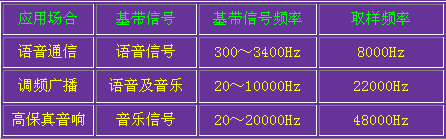 应用场合 基带信号 基带信号频率 取样频率
语音通信 语音信号 300～3400Hz 8000Hz
调频广播 语音及音乐 20～10000Hz 22000Hz
高保真音响 音乐信号 20～20000Hz 48000Hz